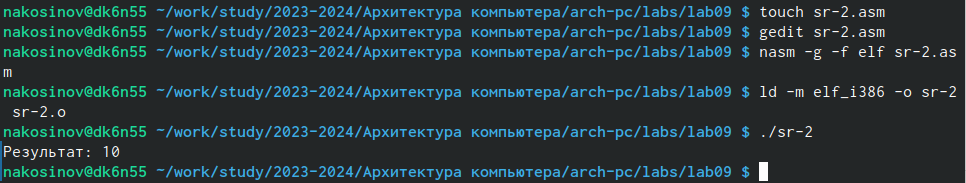 nakosinov@dk6n55 ~/work/study/2023-2024/Архитектура компьютера/arch-pc/labs/lab09 $ touch sr-2.asm
nakosinov@dk6n55 ~/work/study/2023-2024/Архитектура компьютера/arch-pc/labs/lab09 $ gedit sr-2.asm
nakosinov@dk6n55 ~/work/study/2023-2024/Архитектура компьютера/arch-pc/labs/lab09 $ nasm -g -f elf sr-2.as
m
nakosinov@dk6n55 ~/work/study/2023-2024/Архитектура компьютера/arch-pc/labs/lab09 $ ld -m elf_i386 -o sr-2
 sr-2.o
nakosinov@dk6n55 ~/work/study/2023-2024/Архитектура компьютера/arch-pc/labs/lab09 $ ./sr-2
Результат: 10
nakosinov@dk6n55 ~/work/study/2023-2024/Архитектура компьютера/arch-pc/labs/lab09 $